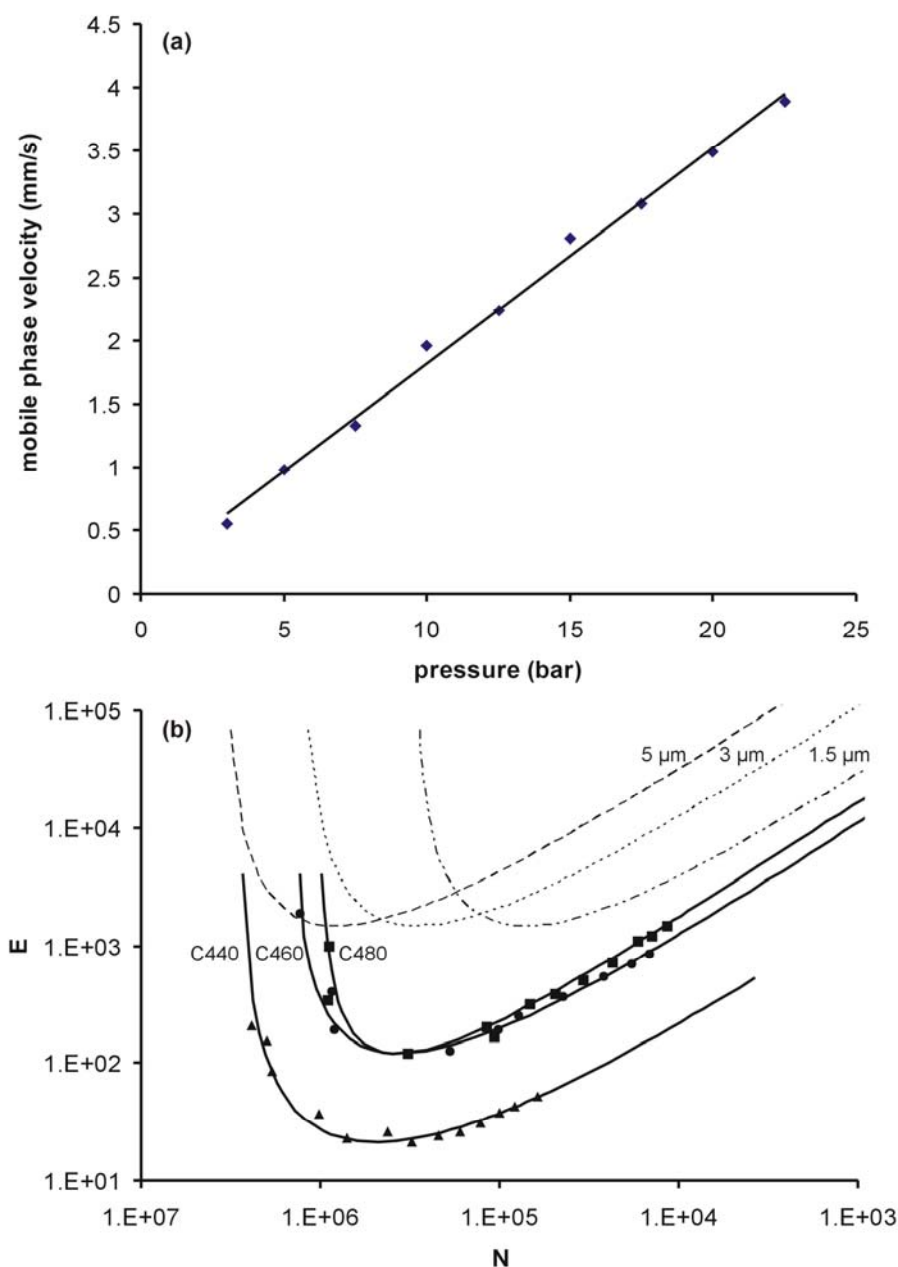 (a)
4.5
4
3.5
3
2.5
2
1.5
1
0.5
0
mobile phase velocity (mm/s)
0 5 10 15 20 25
pressure (bar)
(b)
1.E+05
1.E+04
1.E+03
1.E+02
1.E+01
E
5 µm 3 µm 1.5 µm
C440 C460 C480
1.E+07 1.E+06 1.E+05 1.E+04 1.E+03
N